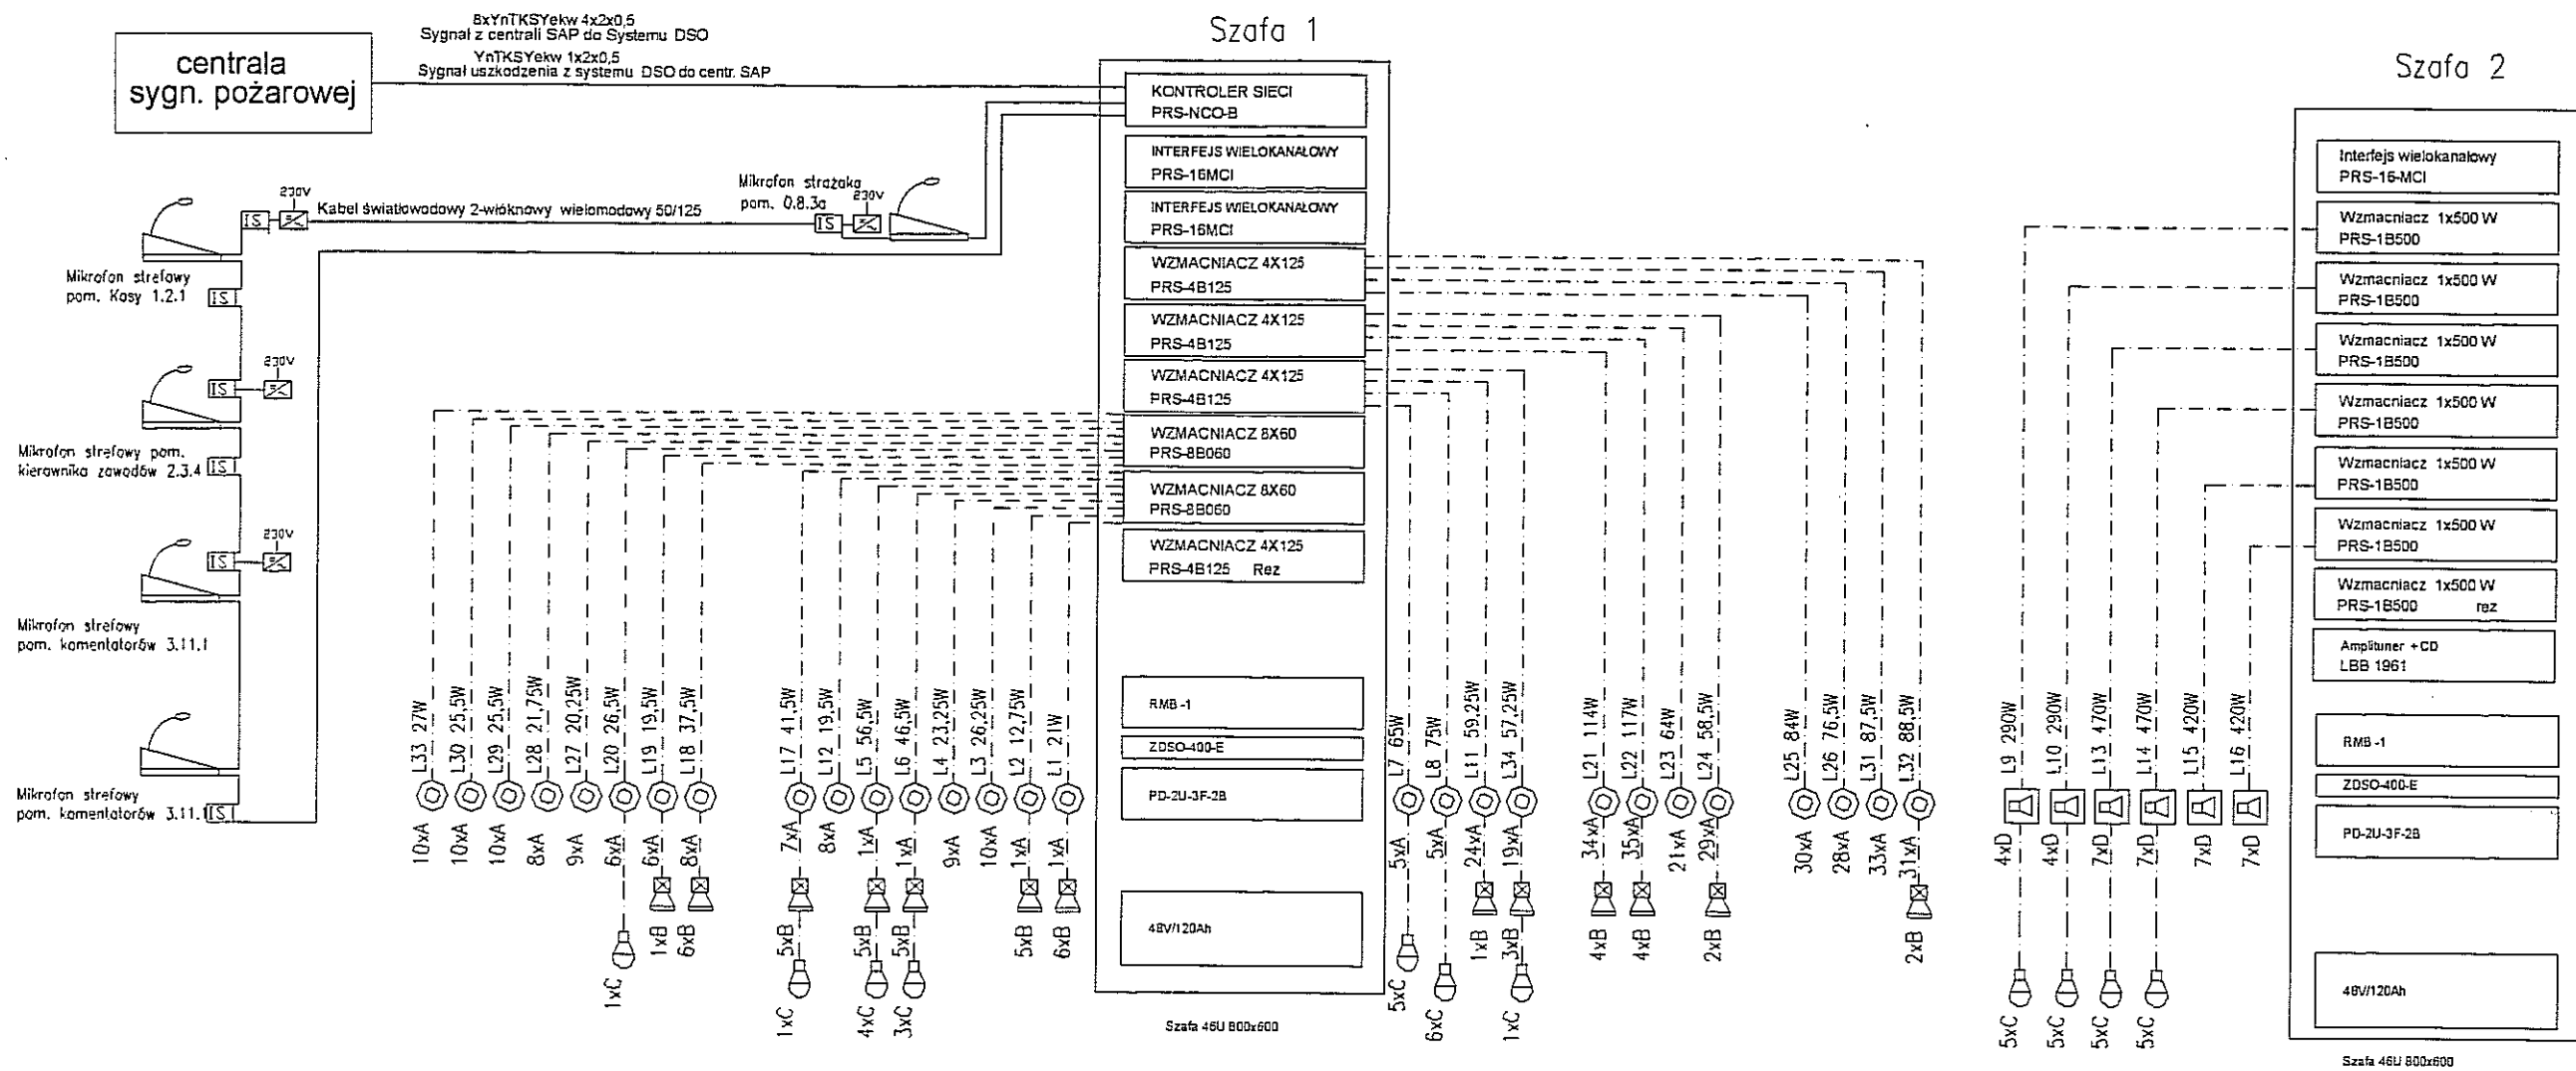 8xYnTKSYekw 4x2x0,5
Sygnał z centrali SAP do Systemu DSO
YnTKSYekw 1x2x0,5
Sygnał uszkodzenia z systemu DSO do centr. SAP
centrala
sygn. pożarowej
230V
Kabel światłowodowy 2-włóknowy wielomodowy 50/125
IS
Mikrofon strażaka
pom. 0.8.3a
230V
IS
Mikrofon strefowy
pom. Kasy 1.2.1
IS
230V
IS
Mikrofon strefowy pom.
kierownika zawodów 2.3.4
IS
230V
IS
Mikrofon strefowy
pom. komentatorów 3.11.1
Mikrofon strefowy
pom. komentatorów 3.11.1
IS
Szafa 1
KONTROLER SIECI
PRS-NCO-B
INTERFEJS WIELOKANAŁOWY
PRS-16MCI
INTERFEJS WIELOKANAŁOWY
PRS-16MCI
WZMACNIACZ 4X125
PRS-4B125
WZMACNIACZ 4X125
PRS-4B125
WZMACNIACZ 4X125
PRS-4B125
WZMACNIACZ 8X60
PRS-8B060
WZMACNIACZ 8X60
PRS-8B060
WZMACNIACZ 4X125
PRS-4B125 Rez
RMB-1
ZDSO-400-E
PD-2U-3F-2B
48V/120Ah
Szafa 46U 800x600
L33 27W
10xA
L30 25,5W
10xA
L29 25,5W
10xA
L28 21,75W
8xA
L27 20,25W
9xA
L20 26,5W
6xA
1xC
L19 19,5W
6xA
1xB
L18 37,5W
8xA
6xB
L17 41,5W
7xA
5xB
1xC
L12 19,5W
8xA
L5 56,5W
1xA
5xB
4xC
L6 46,5W
1xA
5xB
3xC
L4 23,25W
9xA
L3 26,25W
10xA
L2 12,75W
1xA
5xB
L1 21W
1xA
6xB
L7 65W
5xA
5xC
L8 75W
5xA
6xC
L11 59,25W
24xA
1xB
L34 57,25W
19xA
3xB
1xC
L21 114W
34xA
4xB
L22 117W
35xA
4xB
L23 64W
21xA
L24 58,5W
29xA
2xB
L25 84W
30xA
L26 76,5W
28xA
L31 87,5W
33xA
L32 88,5W
31xA
2xB
L9 290W
4xD
5xC
L10 290W
4xD
5xC
L13 470W
7xD
5xC
L14 470W
7xD
5xC
L15 420W
7xD
L16 420W
7xD
Szafa 2
Interfejs wielokanałowy
PRS-16-MCI
Wzmacniacz 1x500 W
PRS-1B500
Wzmacniacz 1x500 W
PRS-1B500
Wzmacniacz 1x500 W
PRS-1B500
Wzmacniacz 1x500 W
PRS-1B500
Wzmacniacz 1x500 W
PRS-1B500
Wzmacniacz 1x500 W
PRS-1B500
Wzmacniacz 1x500 W
PRS-1B500 rez
Amplituner +CD
LBB 1961
RMB-1
ZDSO-400-E
PD-2U-3F-2B
48V/120Ah
Szafa 46U 800x600